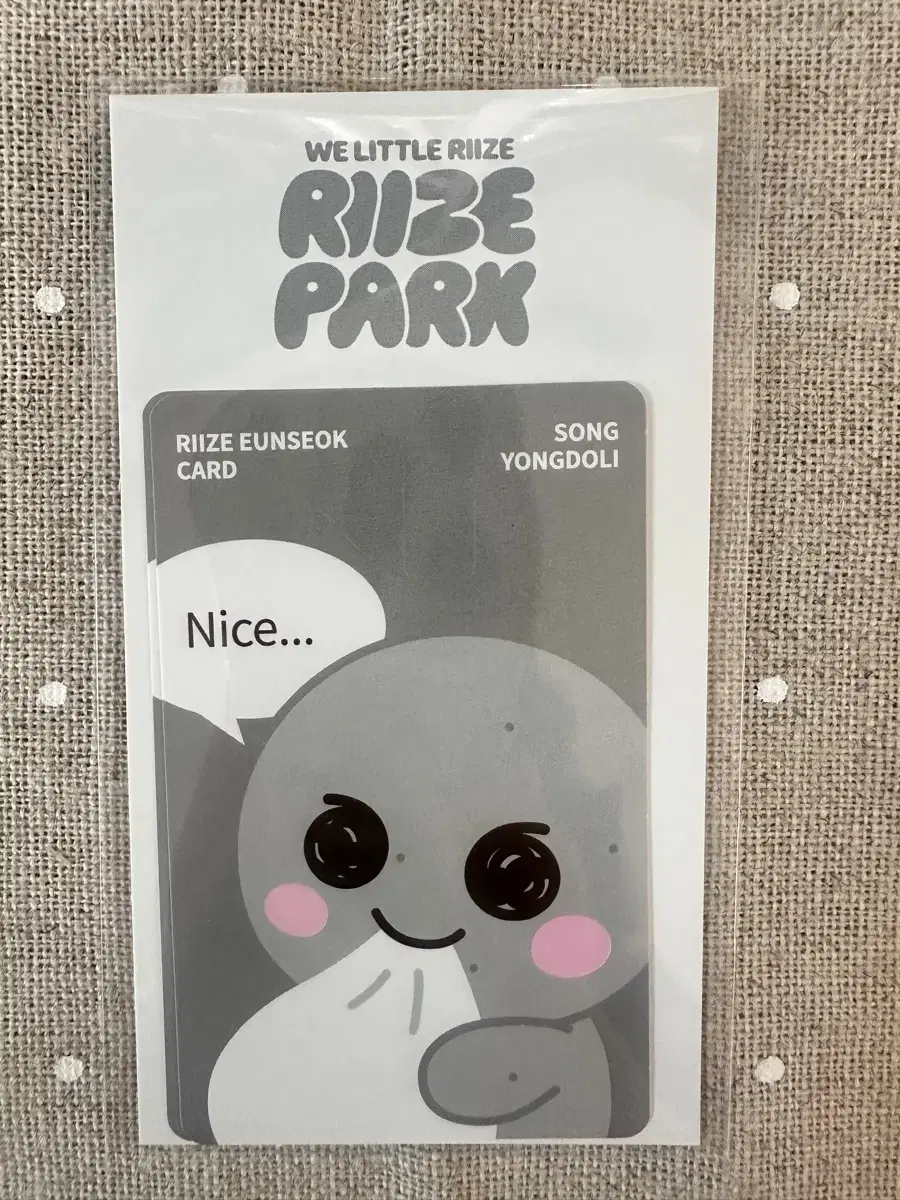 WE LITTLE RIIZE
RIIZE
PARK
RIIZE EUNSEOK
CARD
SONG
YONGDOLI
Nice...